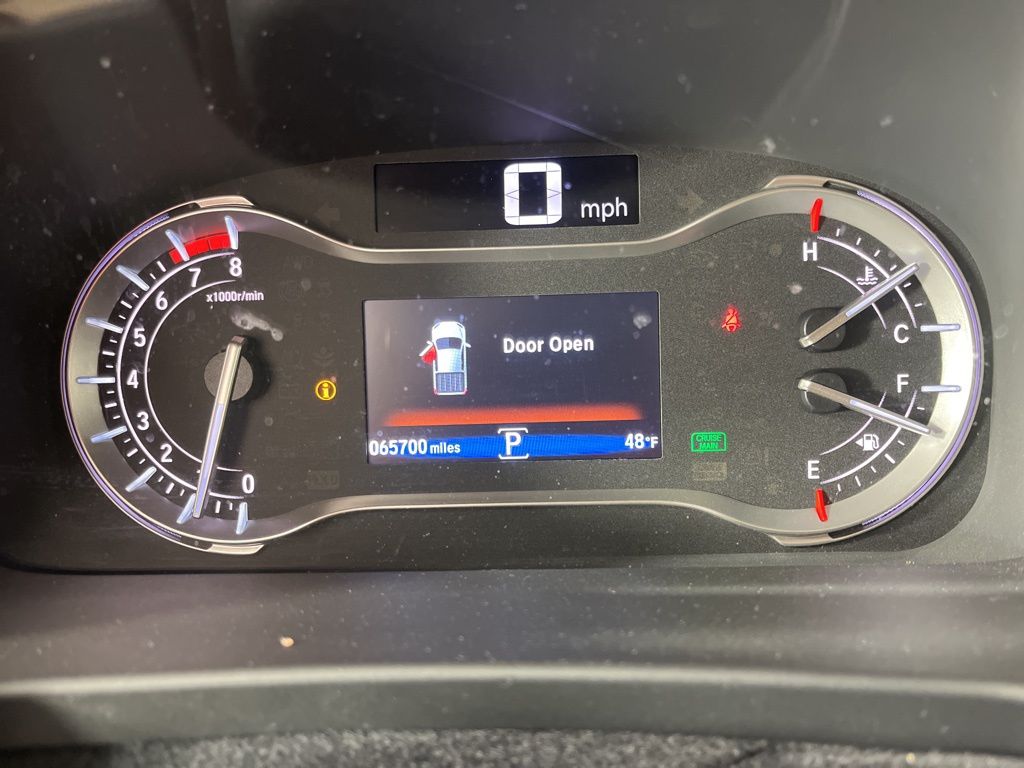 0 mph
8
7
x1000r/min
6
5
4
3
2
0
i
Door Open
065700 miles
P
48°F
CRUISE
MAIN
H
C
F
E